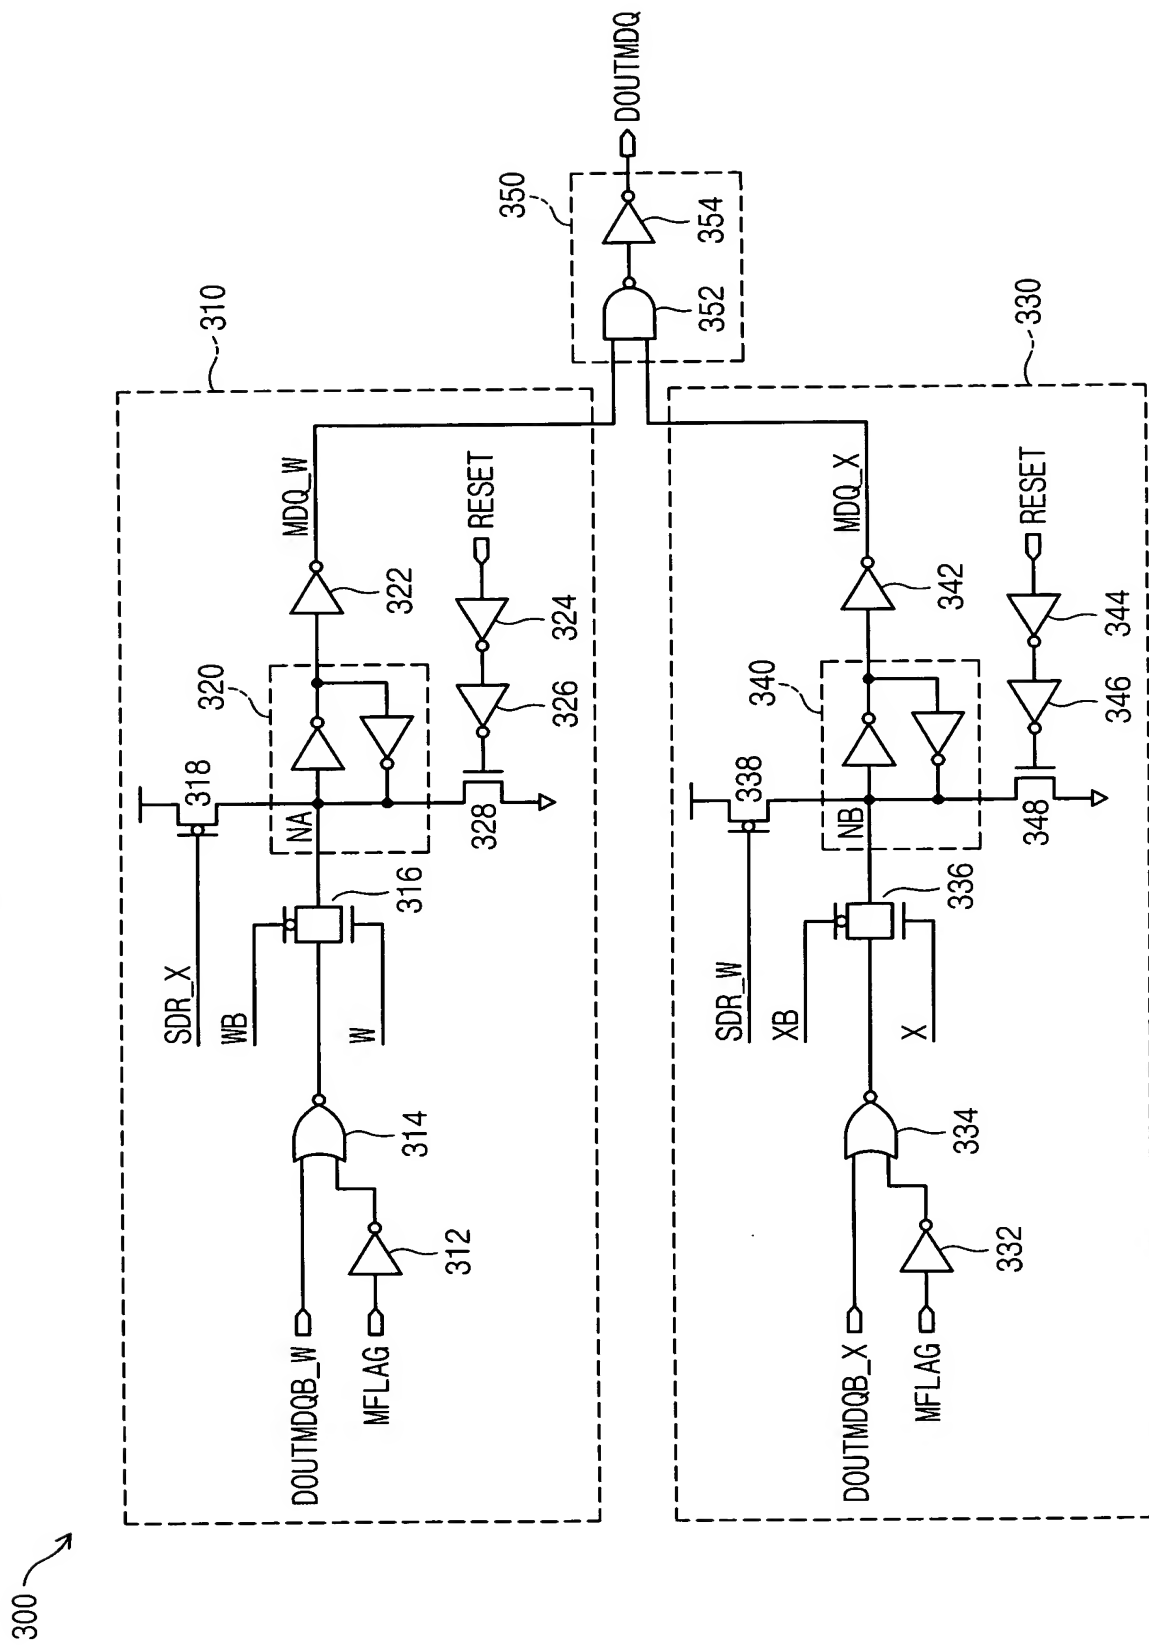 300
310
SDR_X
318
WB
W
316
NA
320
322
MDQ_W
DOUTMDQB_W
MFLAG
312
314
328
326
324
RESET
350
352
354
DOUTMDQ
330
SDR_W
338
XB
X
336
NB
340
342
MDQ_X
DOUTMDQB_X
MFLAG
332
334
348
346
344
RESET